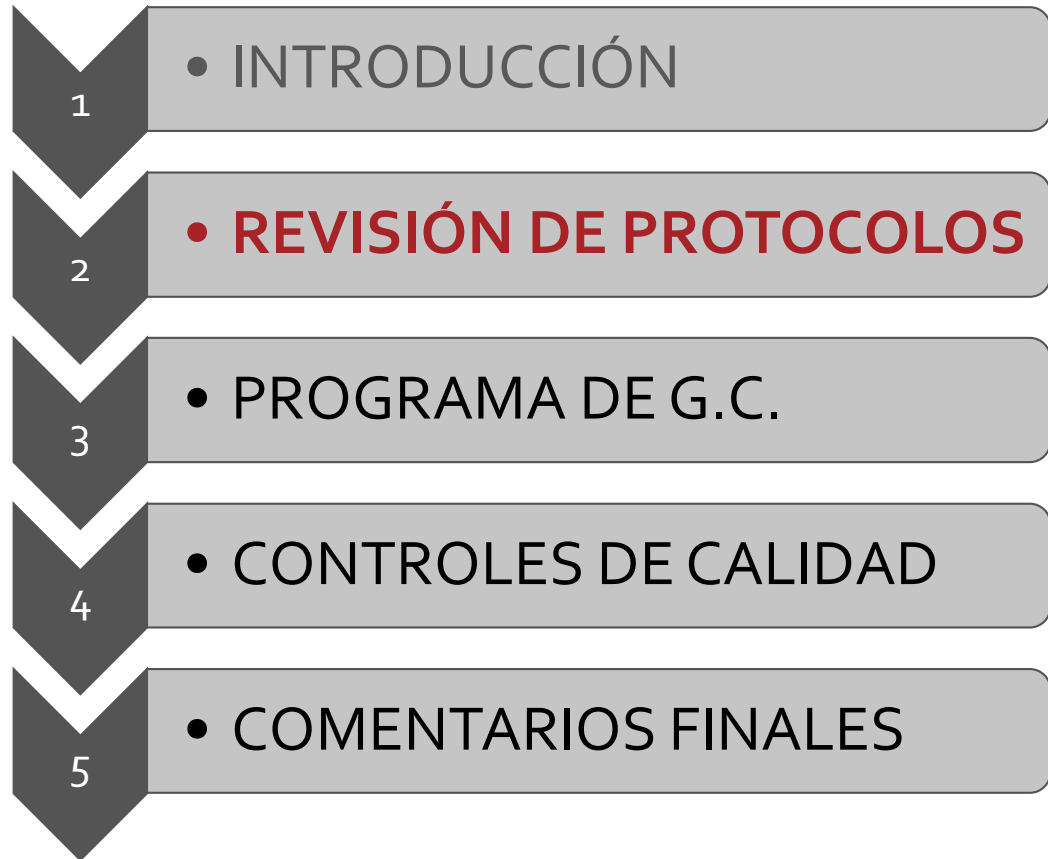 1
• INTRODUCCIÓN
2
• REVISIÓN DE PROTOCOLOS
3
• PROGRAMA DE G.C.
4
• CONTROLES DE CALIDAD
5
• COMENTARIOS FINALES